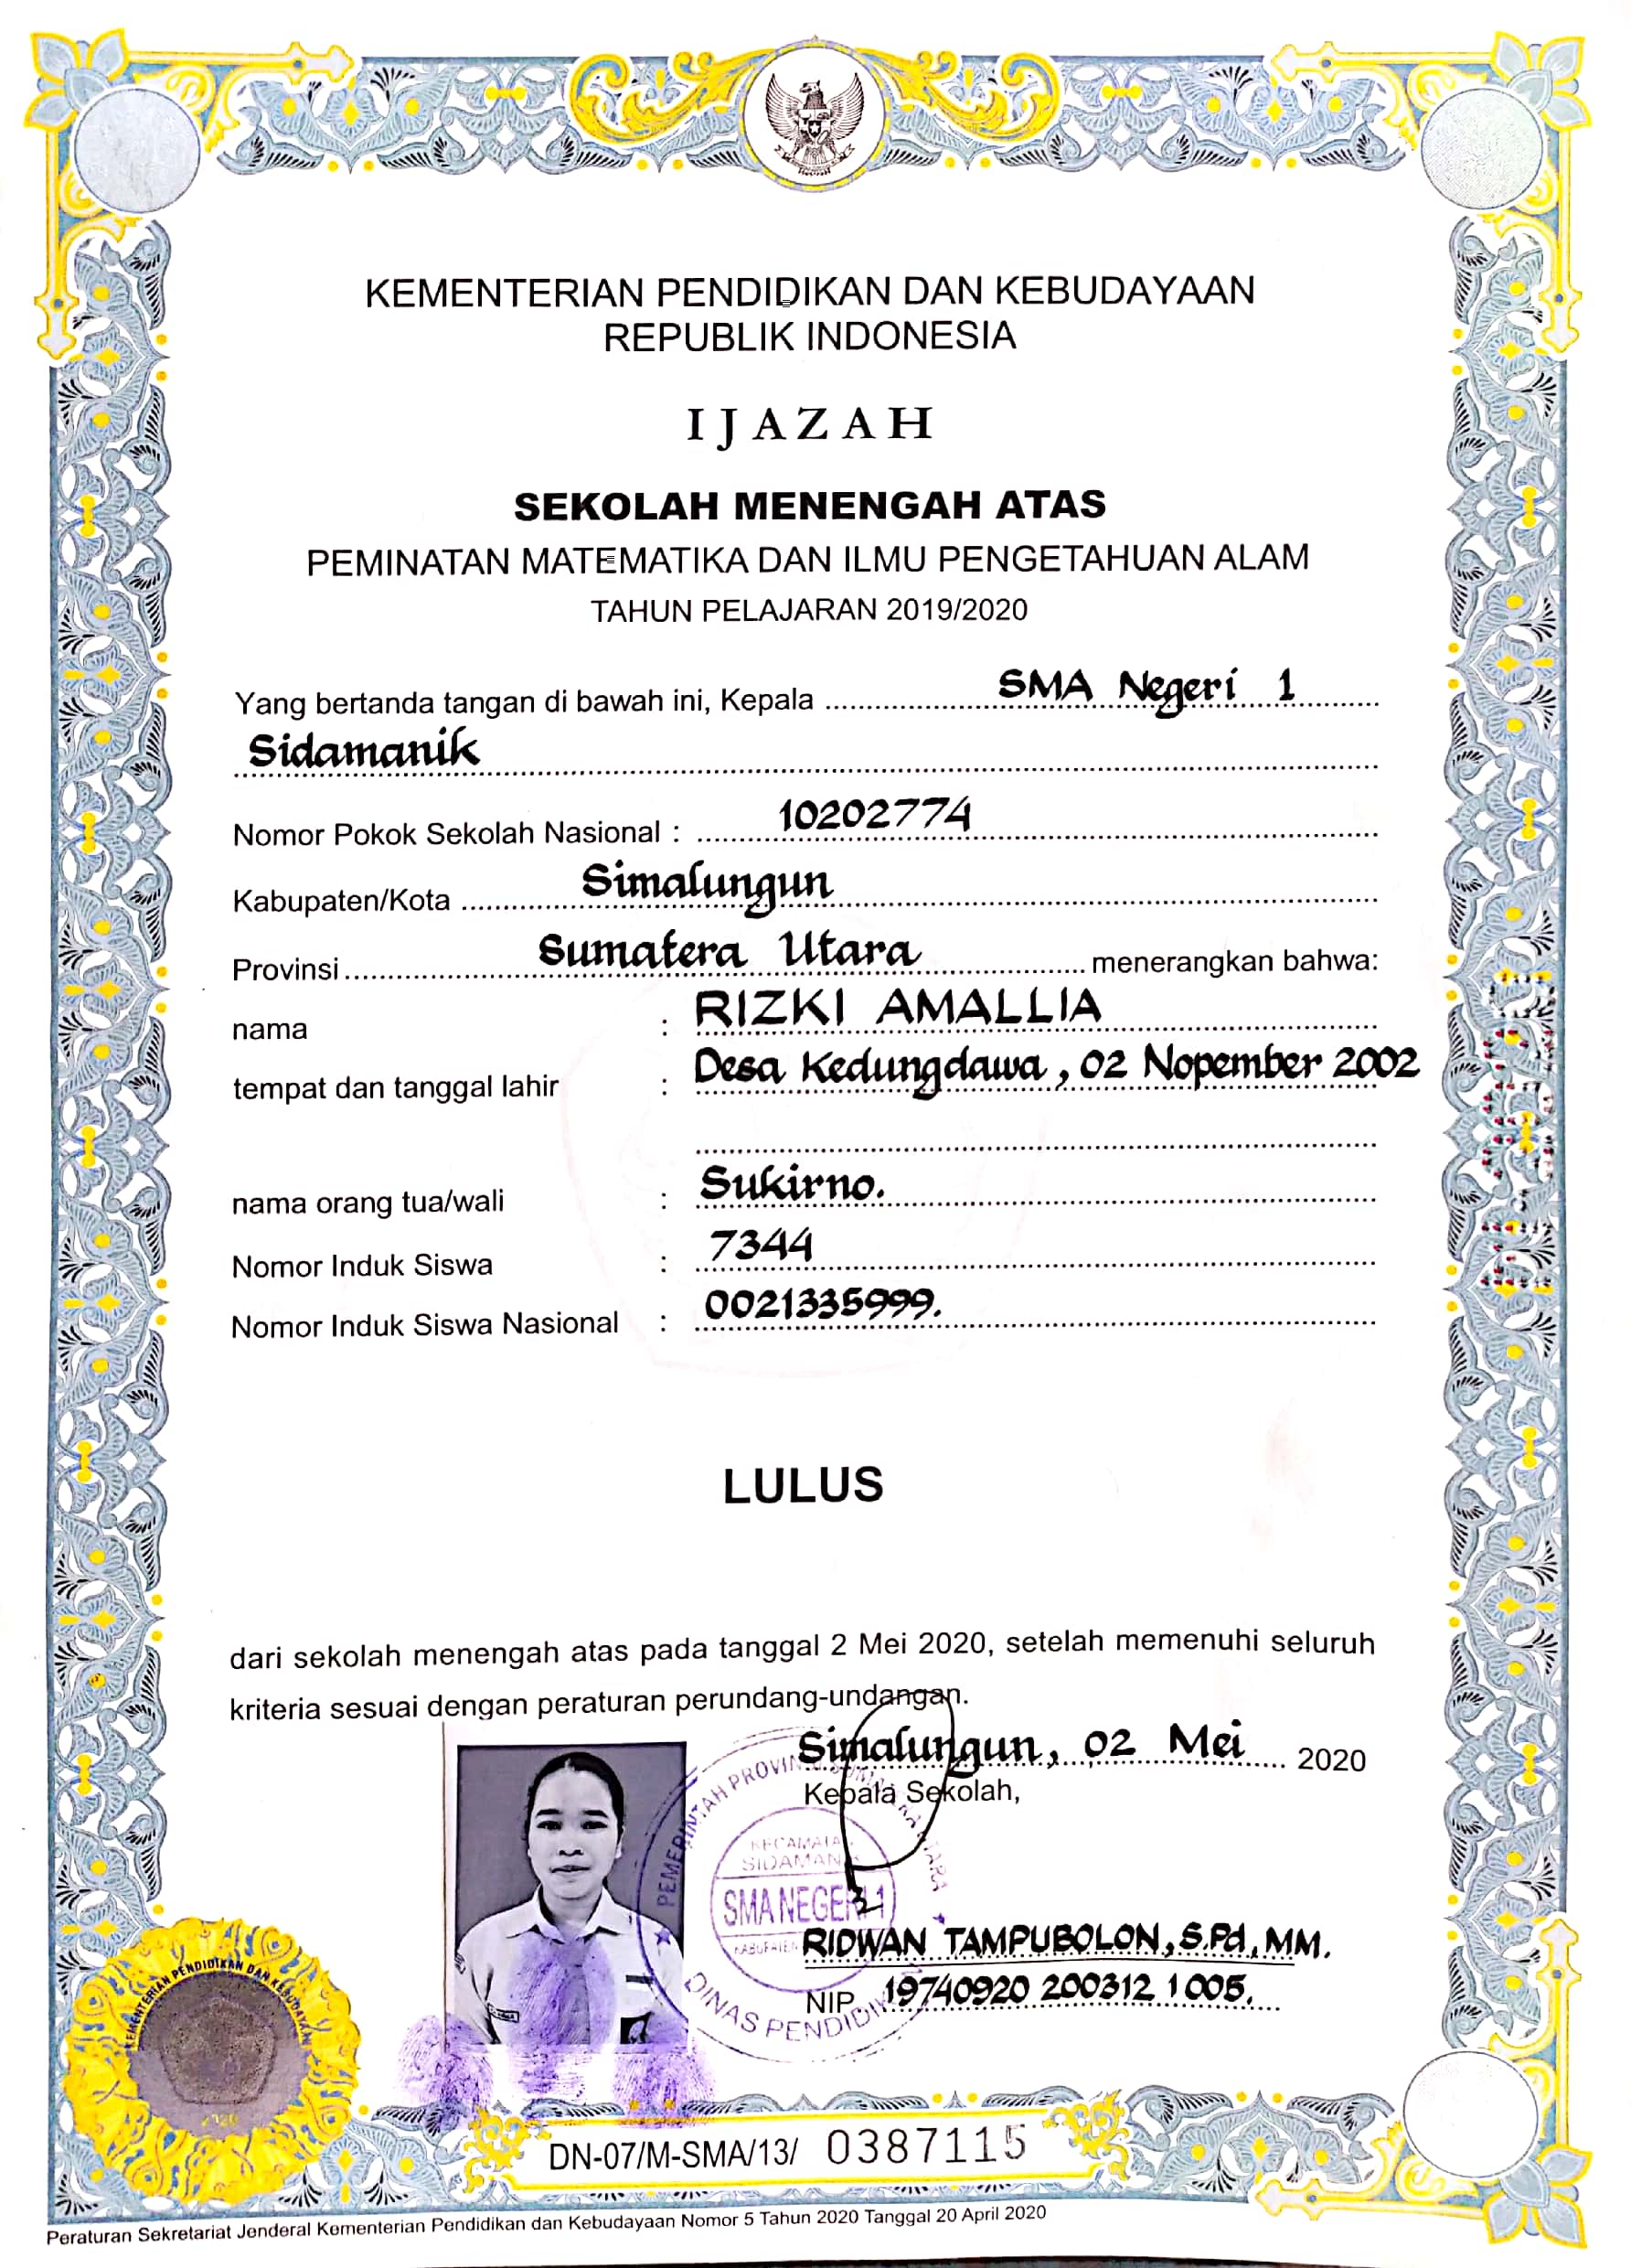 KEMENTERIAN PENDIDIKAN DAN KEBUDAYAAN
REPUBLIK INDONESIA
IJAZAH
SEKOLAH MENENGAH ATAS
PEMINATAN MATEMATIKA DAN ILMU PENGETAHUAN ALAM
TAHUN PELAJARAN 2019/2020
Yang bertanda tangan di bawah ini, Kepala SMA Negeri 1
Sidamanik
Nomor Pokok Sekolah Nasional : 10202774
Kabupaten/Kota Simalungun
Provinsi Sumatera Utara menerangkan bahwa:
nama : RIZKI AMALLIA
tempat dan tanggal lahir : Desa Kedungdawa, 02 Nopember 2002
nama orang tua/wali : Sukirno.
Nomor Induk Siswa : 7344
Nomor Induk Siswa Nasional : 0021335999.
LULUS
dari sekolah menengah atas pada tanggal 2 Mei 2020, setelah memenuhi seluruh
kriteria sesuai dengan peraturan perundang-undangan.
Simalungun, 02 Mei 2020
Kepala Sekolah,
PEMERINTAH PROVINSI SUMATERA UTARA
SMA NEGERI 1
DINAS PENDIDIK
RIDWAN TAMPUBOLON, S.Pd, MM.
NIP 19740920 200312 1 005.
KEMENTERIAN PENDIDIKAN DAN KEBUDAYAAN
DN-07/M-SMA/13/ 0387115
Peraturan Sekretariat Jenderal Kementerian Pendidikan dan Kebudayaan Nomor 5 Tahun 2020 Tanggal 20 April 2020